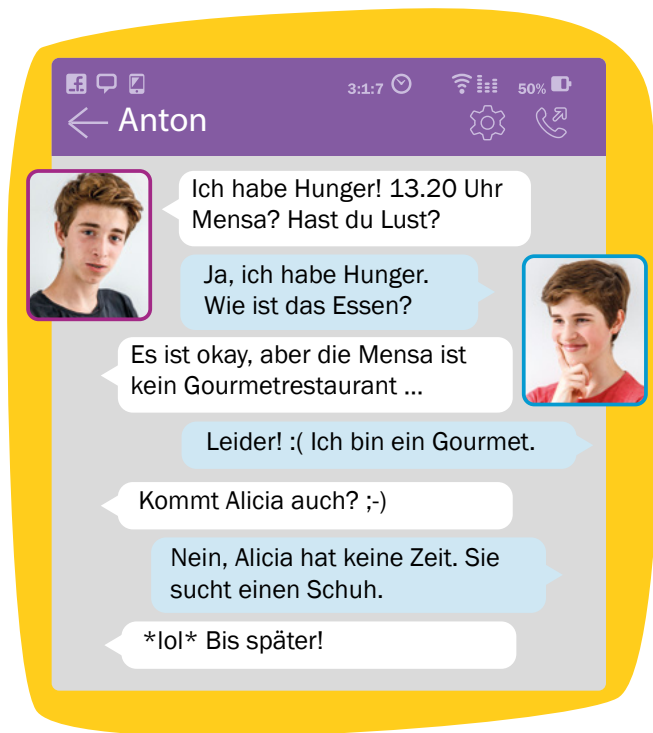 3:1:7
50%
Anton
Ich habe Hunger! 13.20 Uhr
Mensa? Hast du Lust?
Ja, ich habe Hunger.
Wie ist das Essen?
Es ist okay, aber die Mensa ist
kein Gourmetrestaurant ...
Leider! :( Ich bin ein Gourmet.
Kommt Alicia auch? ;-)
Nein, Alicia hat keine Zeit. Sie
sucht einen Schuh.
*lol* Bis später!